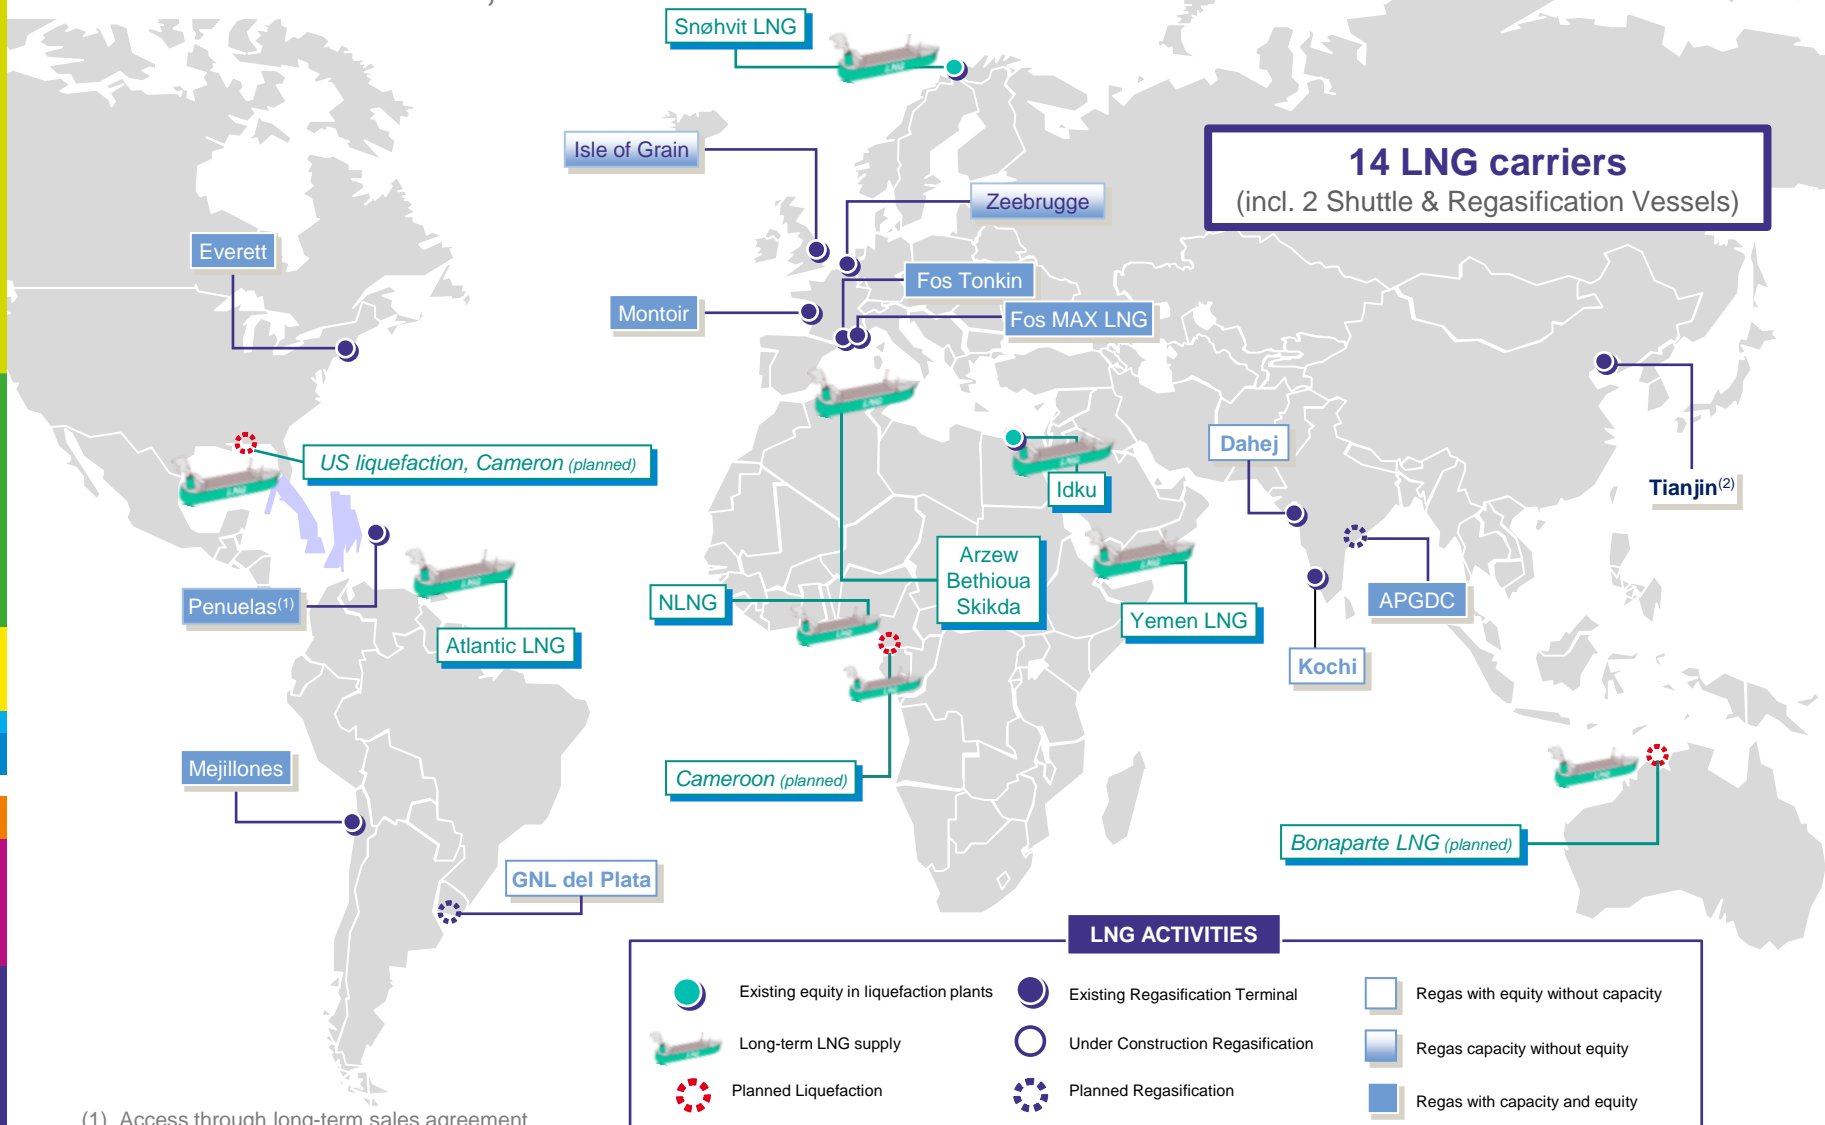 Snøhvit LNG
Isle of Grain
14 LNG carriers
(incl. 2 Shuttle & Regasification Vessels)
Zeebrugge
Everett
Fos Tonkin
Montoir
Fos MAX LNG
US liquefaction, Cameron (planned)
Dahej
Idku
Tianjin(2)
Arzew
Bethioua
Skikda
NLNG
Penuelas(1)
APGDC
Yemen LNG
Atlantic LNG
Kochi
Mejillones
Cameroon (planned)
Bonaparte LNG (planned)
GNL del Plata
LNG ACTIVITIES
Existing equity in liquefaction plants
Existing Regasification Terminal
Regas with equity without capacity
Long-term LNG supply
Under Construction Regasification
Regas capacity without equity
Planned Liquefaction
Planned Regasification
Regas with capacity and equity
(1) Access through long-term sales agreement